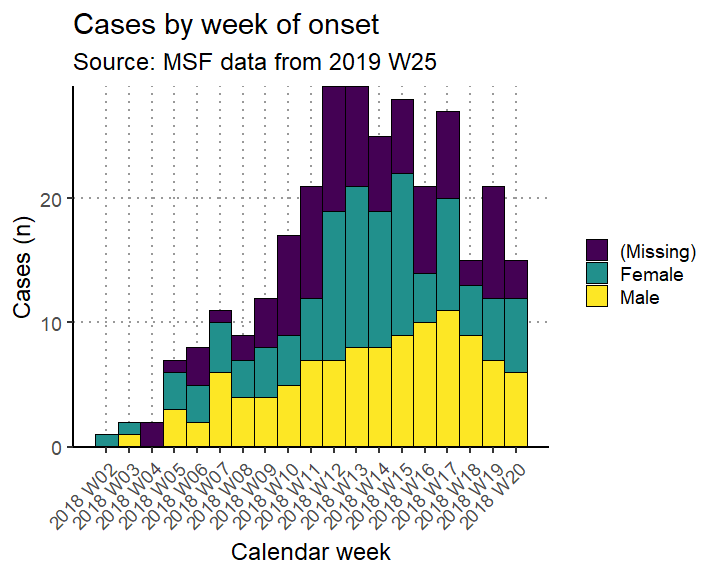 Cases by week of onset
Source: MSF data from 2019 W25
Cases (n)
20
10
0
2018 W02
2018 W03
2018 W04
2018 W05
2018 W06
2018 W07
2018 W08
2018 W09
2018 W10
2018 W11
2018 W12
2018 W13
2018 W14
2018 W15
2018 W16
2018 W17
2018 W18
2018 W19
2018 W20
Calendar week
(Missing)
Female
Male